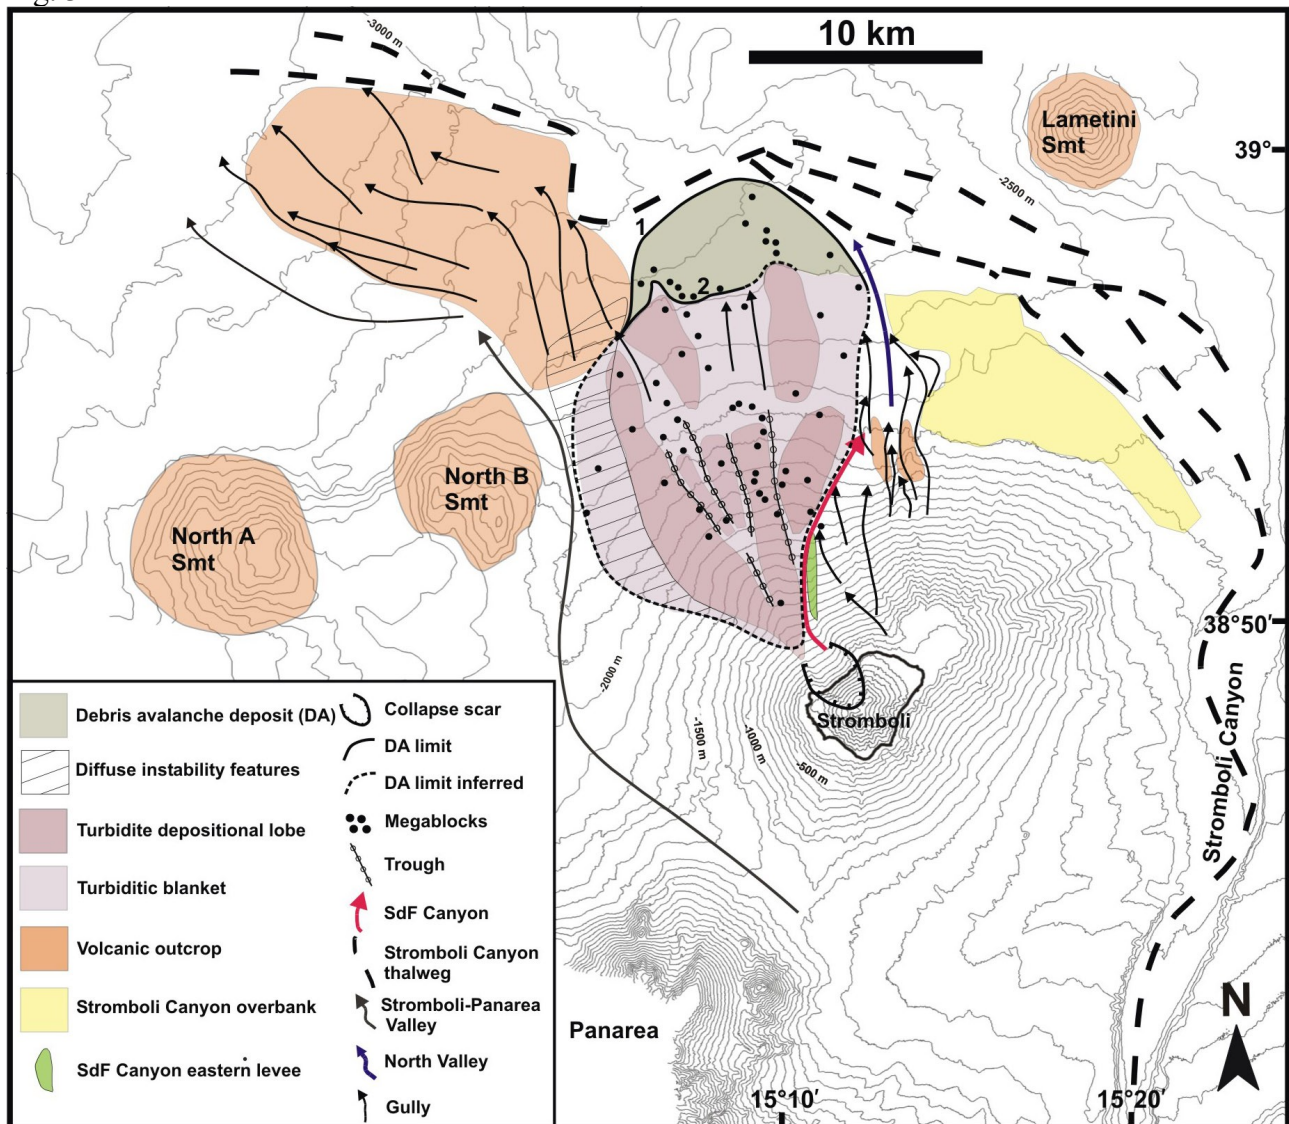 -3000 m
10 km
Lametini
Smt
39°
-2500 m
1
2
North B
Smt
North A
Smt
38°50′
-2000 m
Stromboli
-1500 m
-1000 m
-500 m
Stromboli Canyon
Debris avalanche deposit (DA)
Diffuse instability features
Turbidite depositional lobe
Turbiditic blanket
Volcanic outcrop
Stromboli Canyon overbank
SdF Canyon eastern levee
Collapse scar
DA limit
DA limit inferred
Megablocks
Trough
SdF Canyon
Stromboli Canyon
thalweg
Stromboli-Panarea
Valley
North Valley
Gully
Panarea
N
15°10′
15°20′